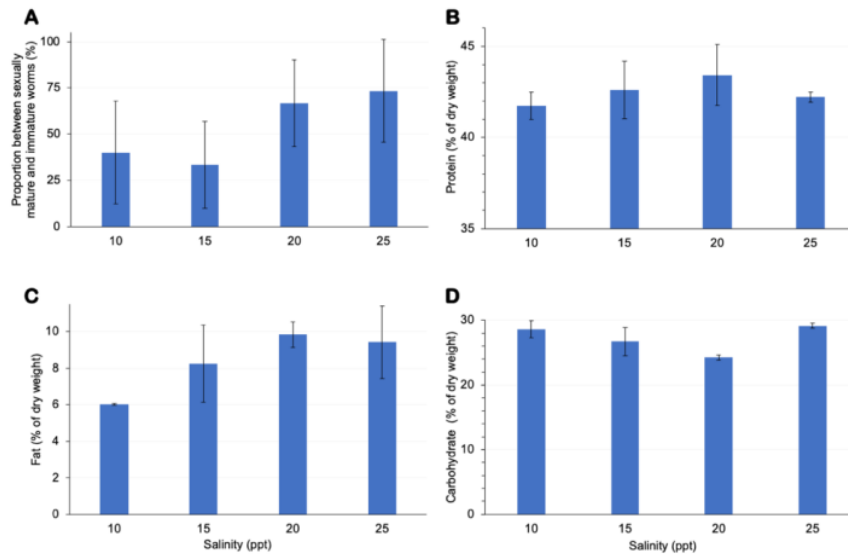 A
Proportion between sexually
mature and immature worms (%)
100
75
50
25
0
10 15 20 25
B
Protein (% of dry weight)
45
40
35
10 15 20 25
C
Fat (% of dry weight)
10
8
6
4
2
0
10 15 20 25
Salinity (ppt)
D
Carbohydrate (% of dry weight)
30
20
10
0
10 15 20 25
Salinity (ppt)